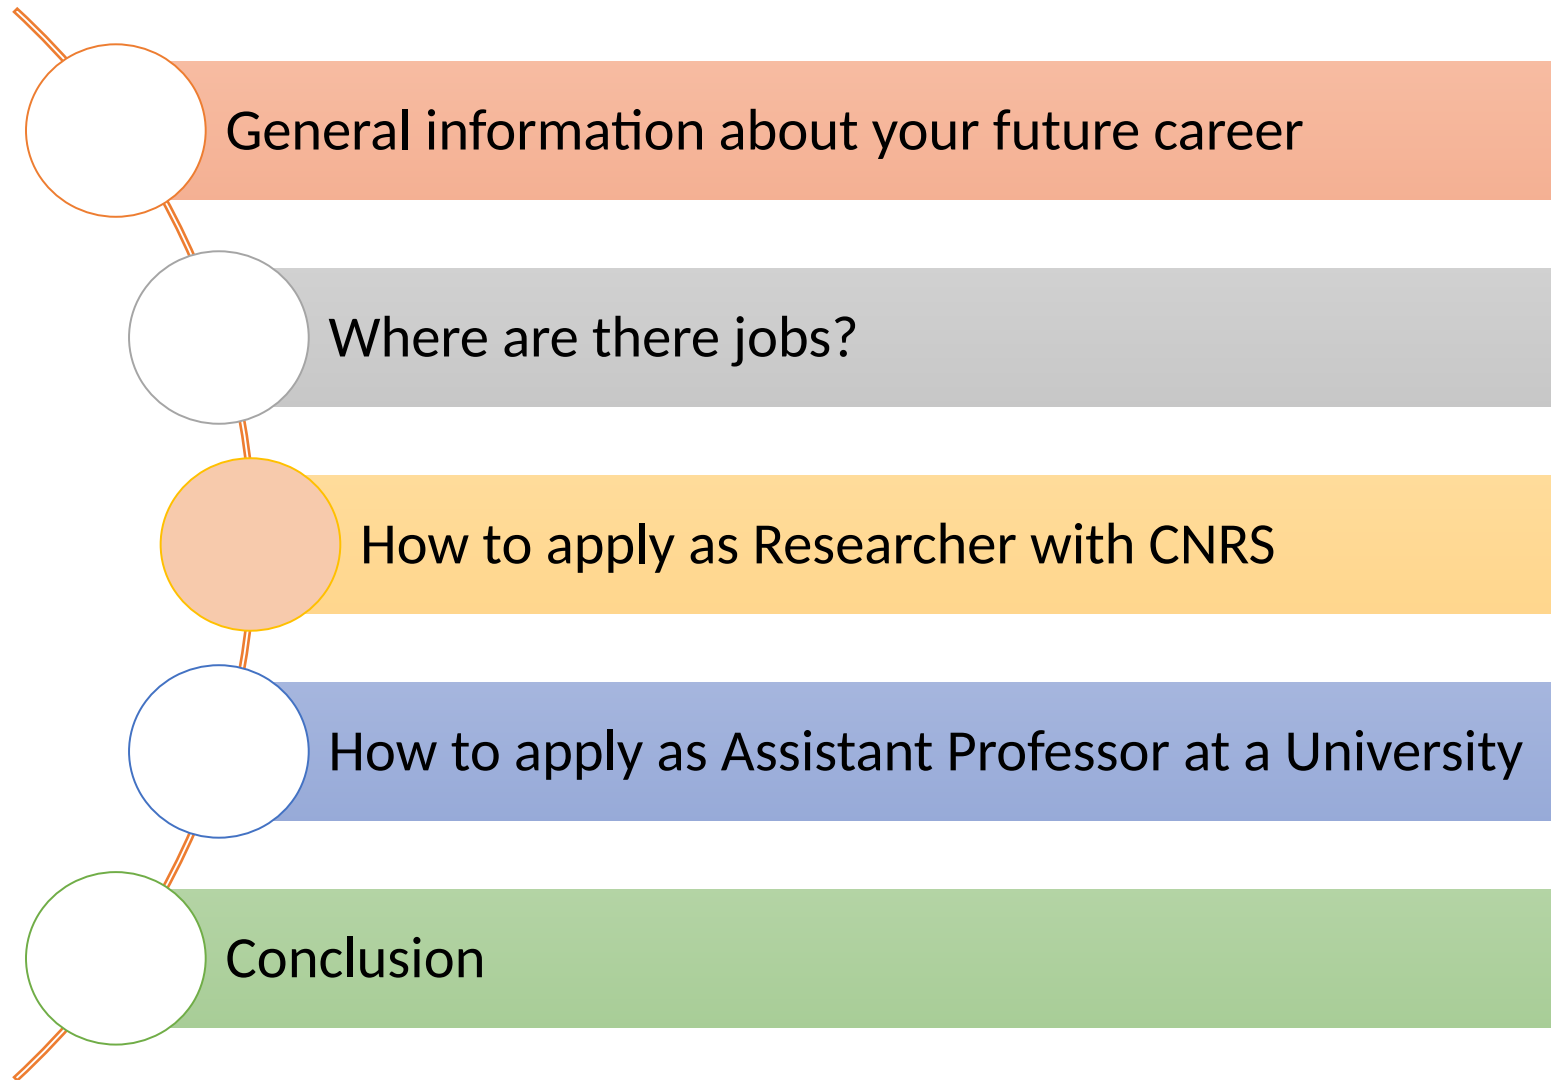 General information about your future career
Where are there jobs?
How to apply as Researcher with CNRS
How to apply as Assistant Professor at a University
Conclusion